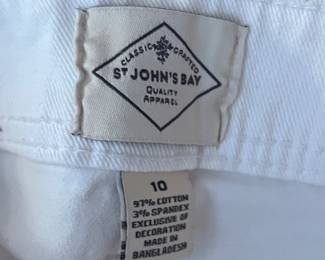 CLASSIC CRAFTED
ST JOHN'S BAY
QUALITY
APPAREL
10
97% COTTON
3% SPANDEX
EXCLUSIVE OF
DECORATION
MADE IN
BANGLADESH